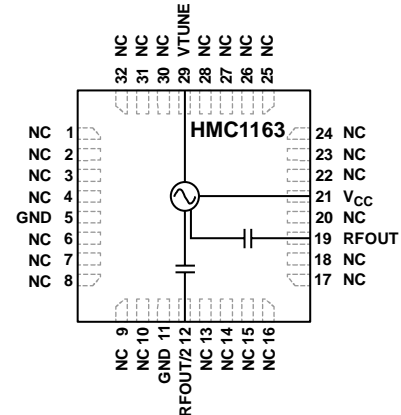 32 NC
31 NC
30 NC
29 VTUNE
28 NC
27 NC
26 NC
25 NC
HMC1163
NC 1
NC 2
NC 3
NC 4
GND 5
NC 6
NC 7
NC 8
24 NC
23 NC
22 NC
21 VCC
20 NC
19 RFOUT
18 NC
17 NC
NC 9
NC 10
GND 11
RFOUT/2 12
NC 13
NC 14
NC 15
NC 16